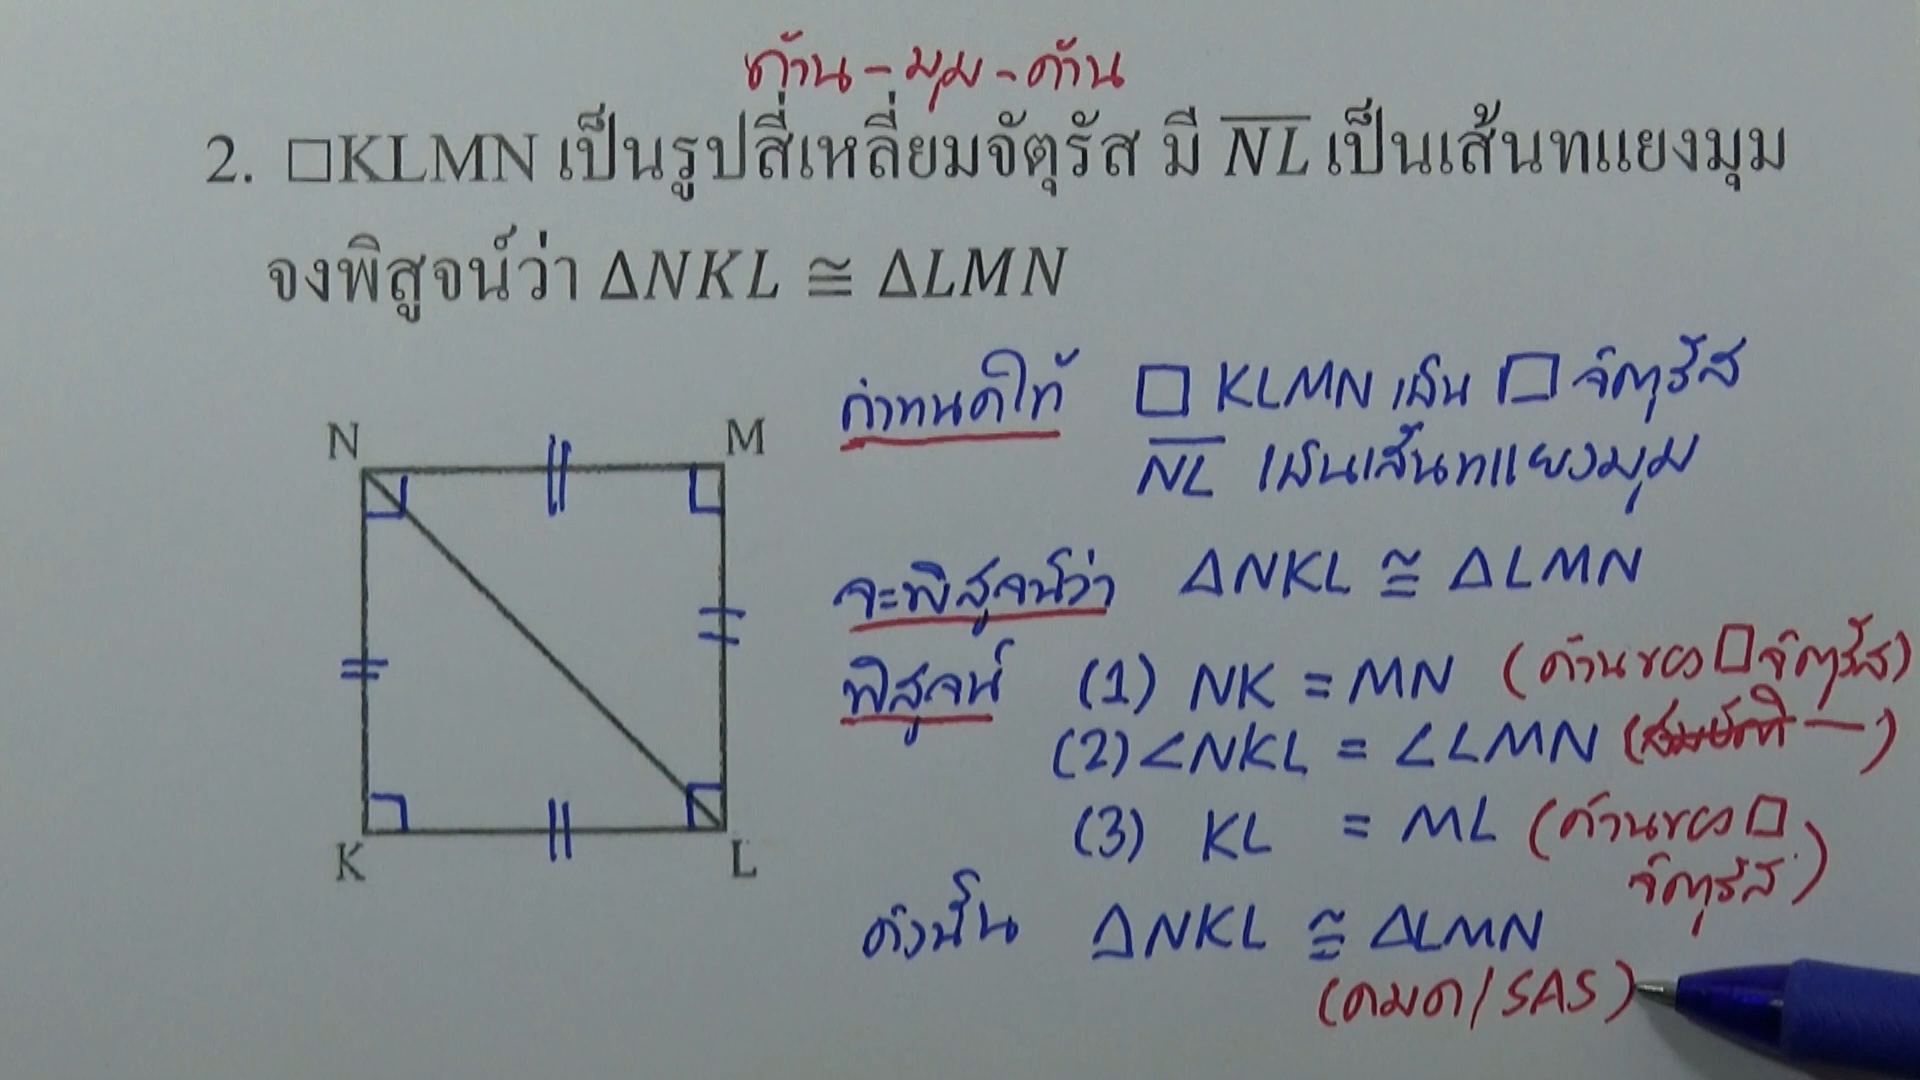 ด้าน - มุม - ด้าน
2. □KLMN เป็นรูปสี่เหลี่ยมจัตุรัส มี NL เป็นเส้นทแยงมุม
จงพิสูจน์ว่า ΔNKL ≅ ΔLMN
กำหนดให้ □ KLMN เป็น □ จัตุรัส
NL เป็นเส้นทแยงมุม
N M
K L
จะพิสูจน์ว่า ΔNKL ≅ ΔLMN
พิสูจน์ (1) NK = MN (ด้านของ□จัตุรัส)
(2) ∠NKL = ∠LMN ( — )
(3) KL = ML (ด้านของ□
จัตุรัส)
ดังนั้น ΔNKL ≅ ΔLMN
(ดมด/SAS)